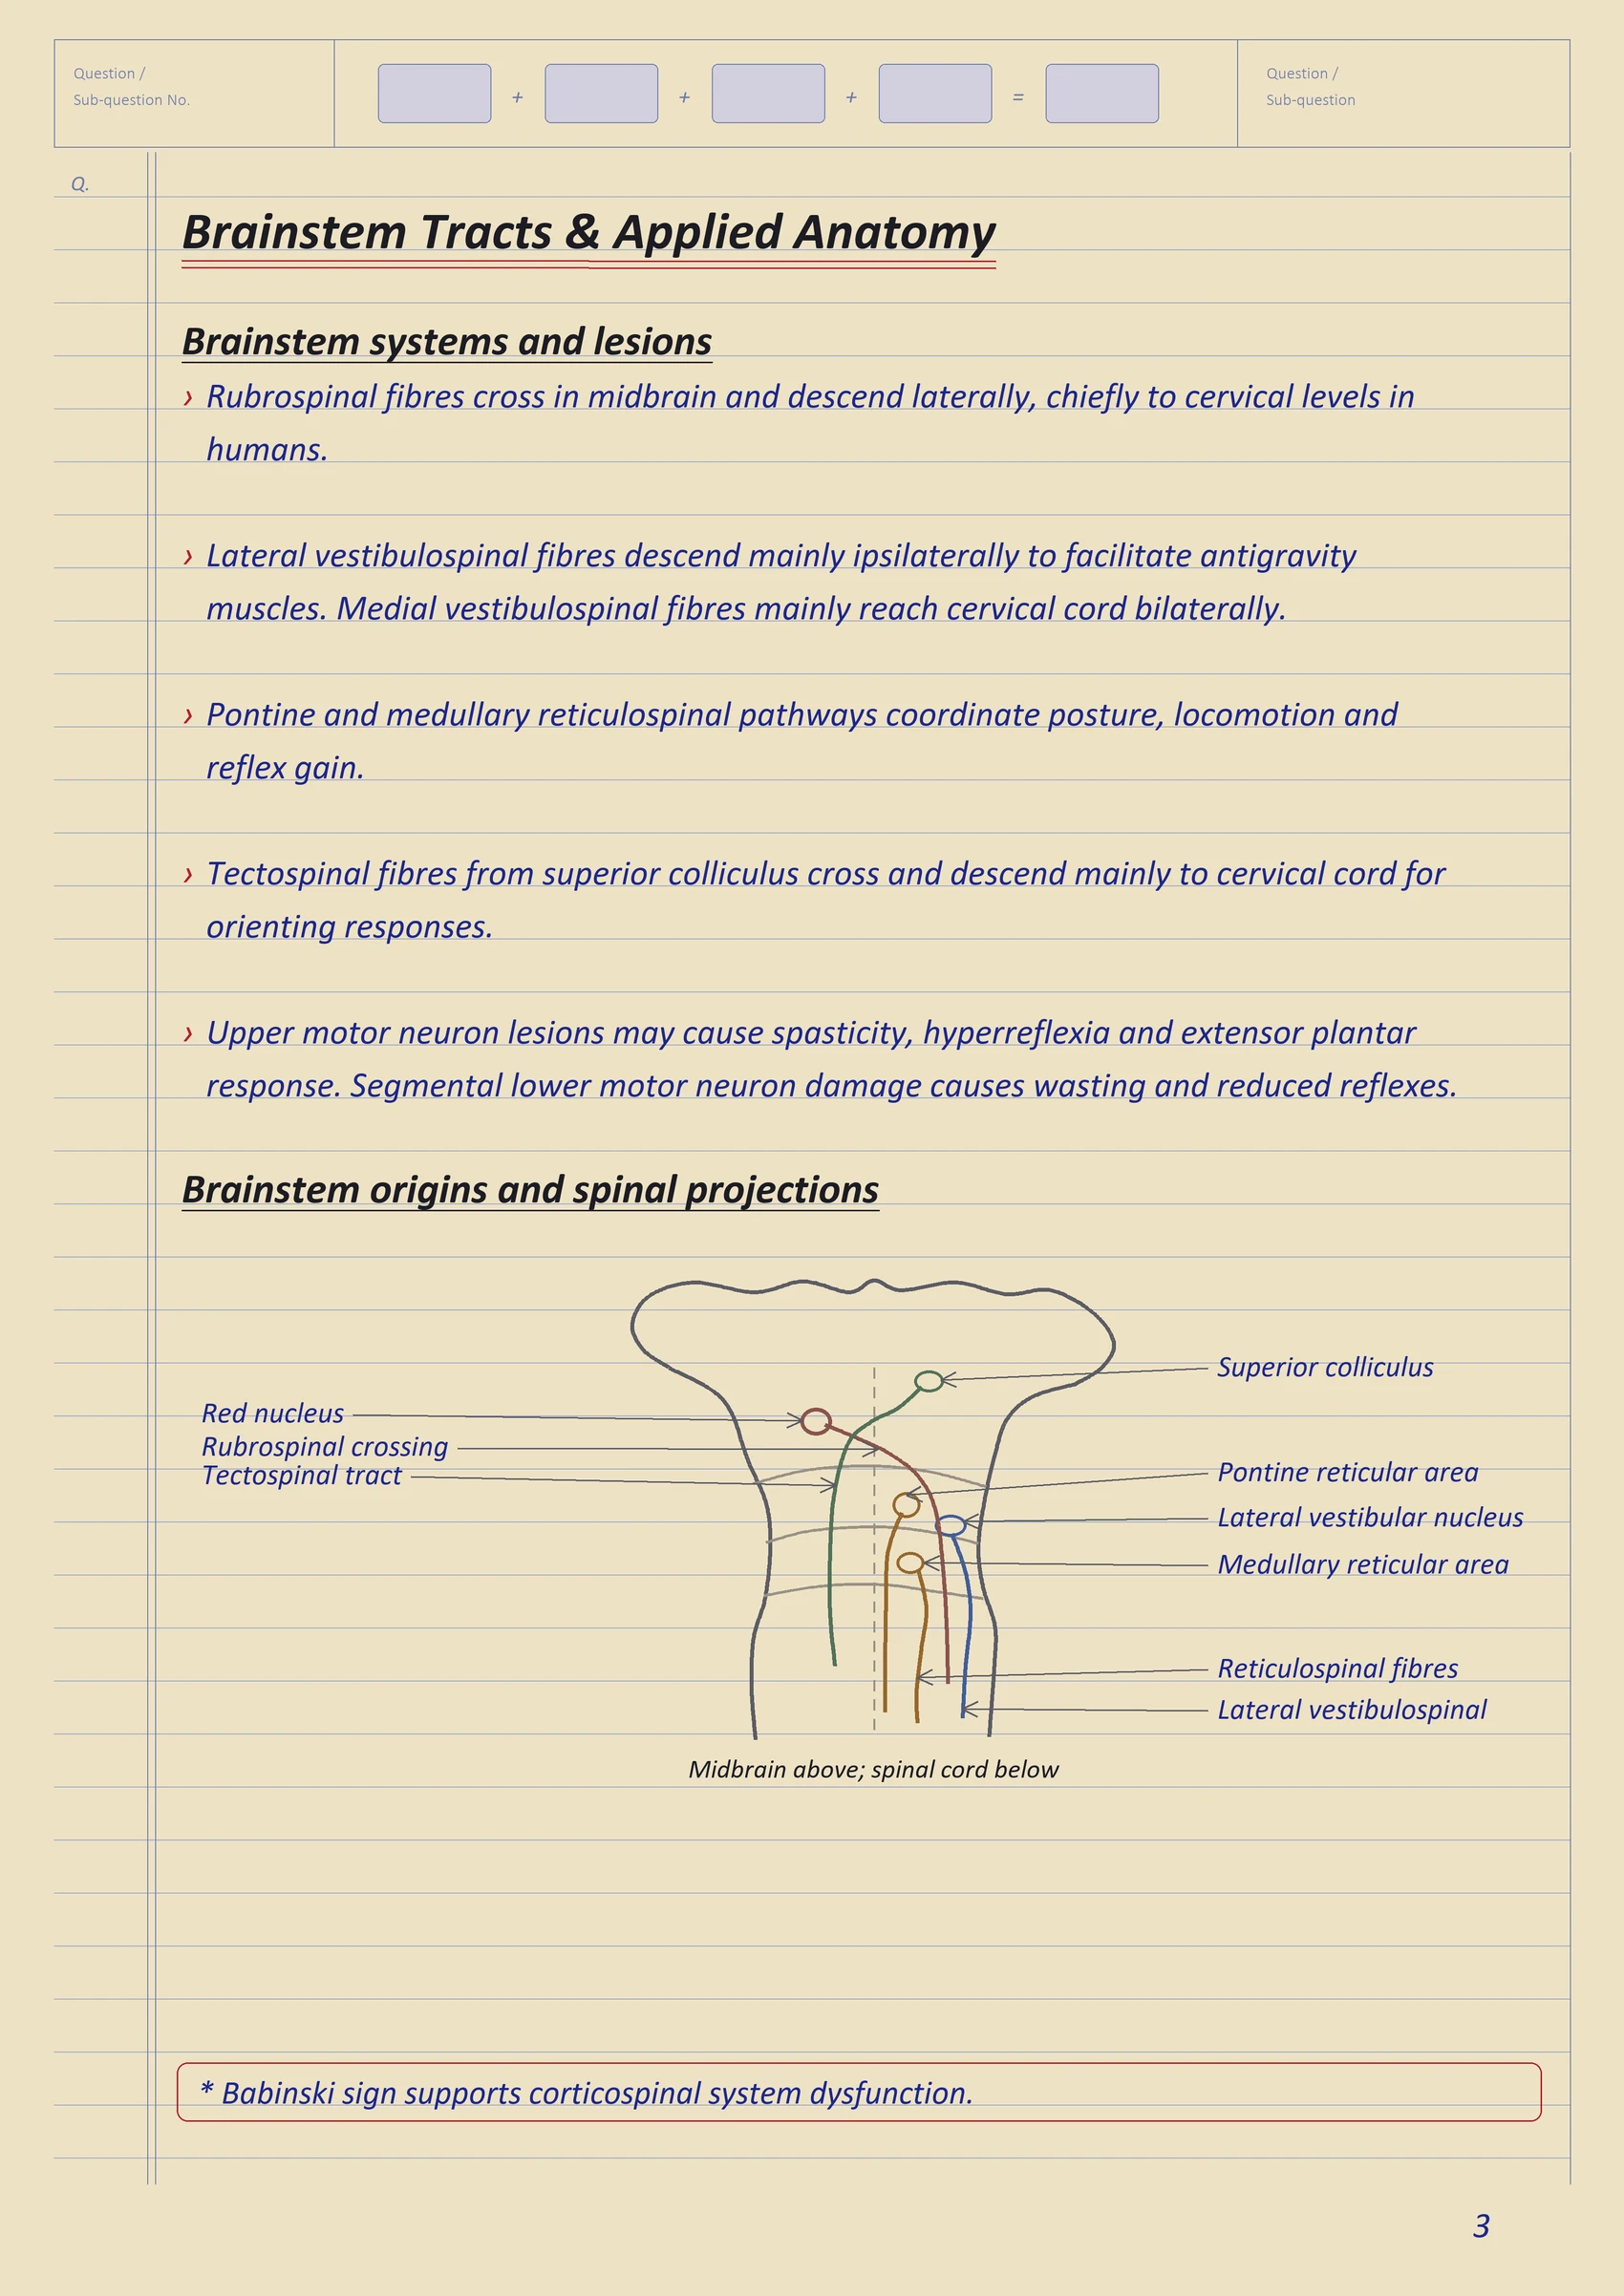 Question /
Sub-question No.
+ + + =
Question /
Sub-question
Q.
Brainstem Tracts & Applied Anatomy
Brainstem systems and lesions
› Rubrospinal fibres cross in midbrain and descend laterally, chiefly to cervical levels in
humans.
› Lateral vestibulospinal fibres descend mainly ipsilaterally to facilitate antigravity
muscles. Medial vestibulospinal fibres mainly reach cervical cord bilaterally.
› Pontine and medullary reticulospinal pathways coordinate posture, locomotion and
reflex gain.
› Tectospinal fibres from superior colliculus cross and descend mainly to cervical cord for
orienting responses.
› Upper motor neuron lesions may cause spasticity, hyperreflexia and extensor plantar
response. Segmental lower motor neuron damage causes wasting and reduced reflexes.
Brainstem origins and spinal projections
Red nucleus
Rubrospinal crossing
Tectospinal tract
Superior colliculus
Pontine reticular area
Lateral vestibular nucleus
Medullary reticular area
Reticulospinal fibres
Lateral vestibulospinal
Midbrain above; spinal cord below
* Babinski sign supports corticospinal system dysfunction.
3